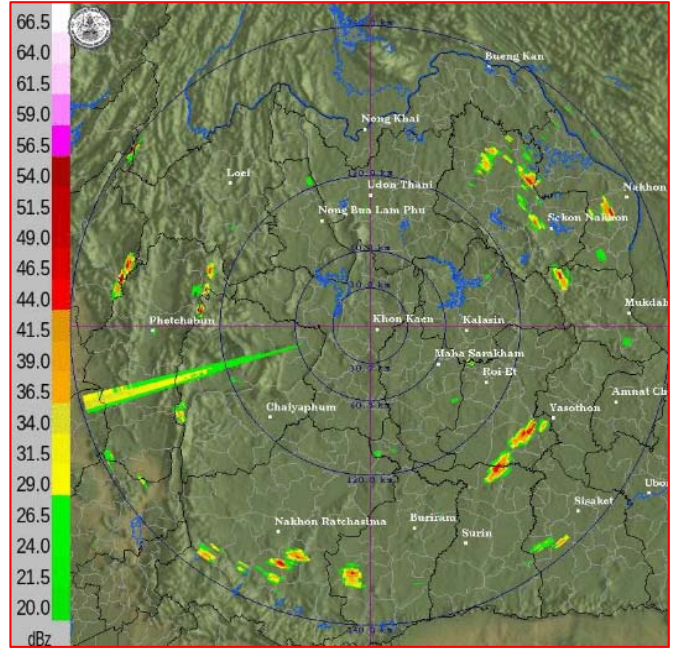 66.5
64.0
61.5
59.0
56.5
54.0
51.5
49.0
46.5
44.0
41.5
39.0
36.5
34.0
31.5
29.0
26.5
24.0
21.5
20.0
dBz
Bueng Kan
Nong Khai
Loei
Udon Thani
Nakhon
Nong Bua Lam Phu
Sakon Nakhon
Mukdah
Phetchabun
Khon Kaen
Kalasin
Maha Sarakham
Roi-Et
Amnat Ch
Chaiyaphum
Yasothon
120.0 km
Ubo
Sisaket
Nakhon Ratchasima
Buriram
Surin